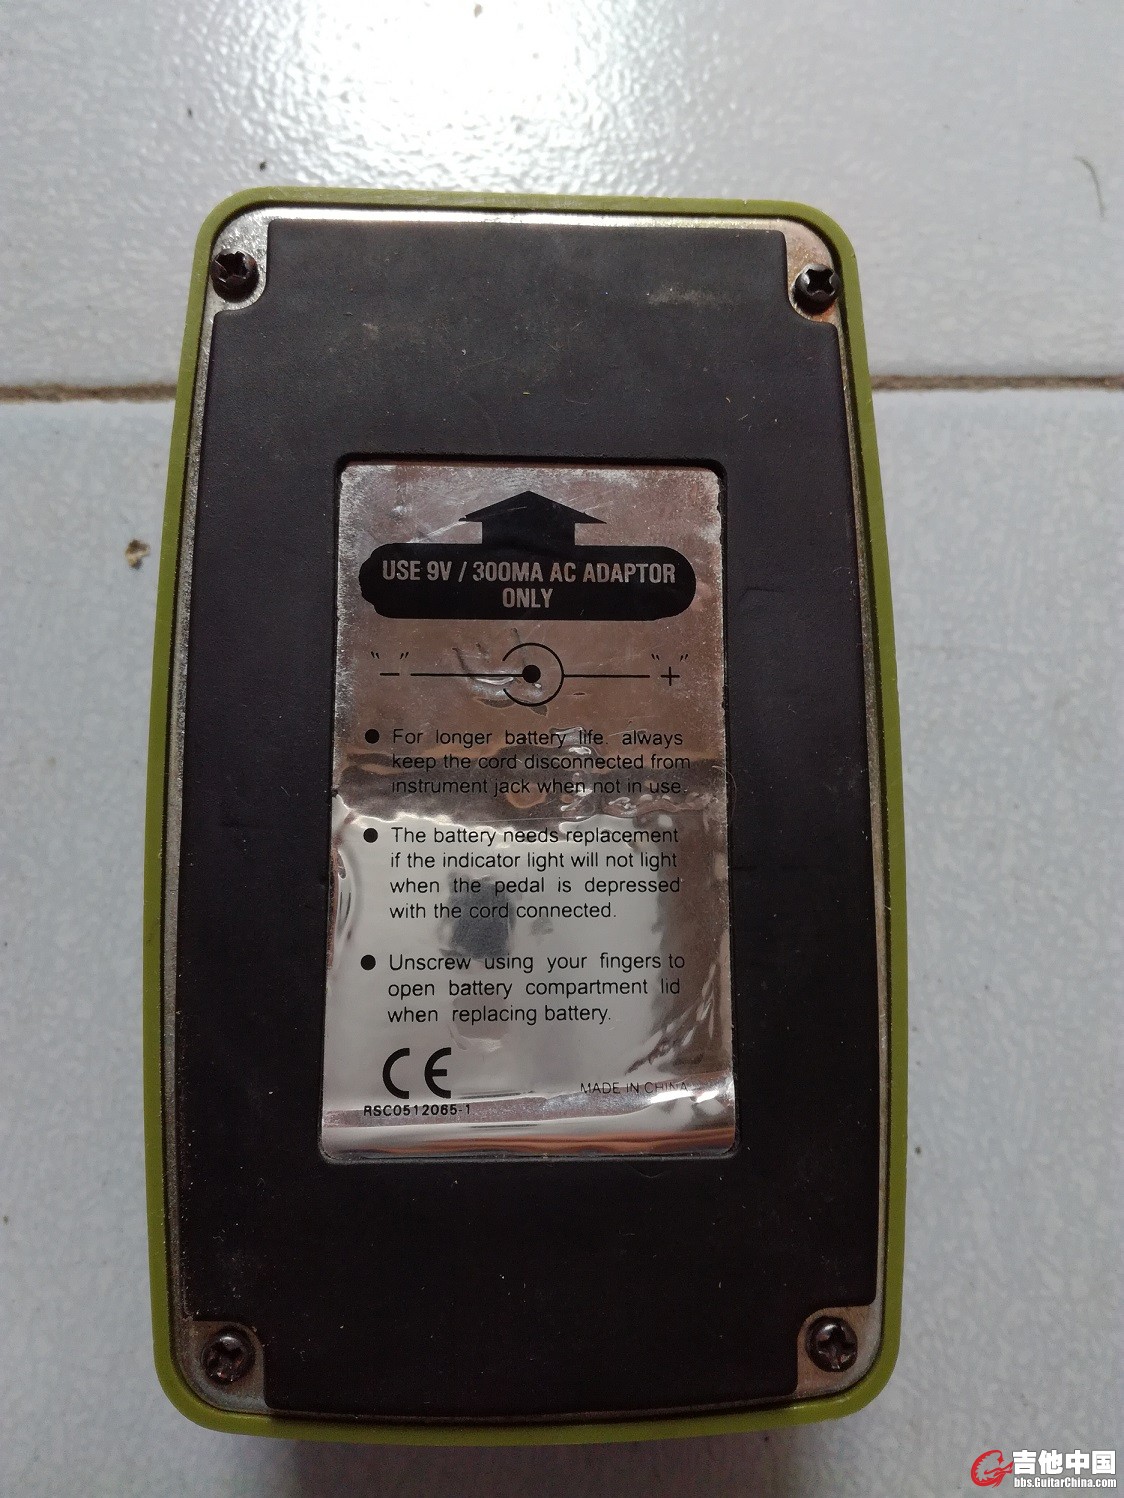 USE 9V / 300MA AC ADAPTOR
ONLY
"-" "+"
● For longer battery life. always
keep the cord disconnected from
instrument jack when not in use.
● The battery needs replacement
if the indicator light will not light
when the pedal is depressed
with the cord connected.
● Unscrew using your fingers to
open battery compartment lid
when replacing battery.
CE
MADE IN CHINA
RSC0512065-1
吉他中国
bbs.GuitarChina.com